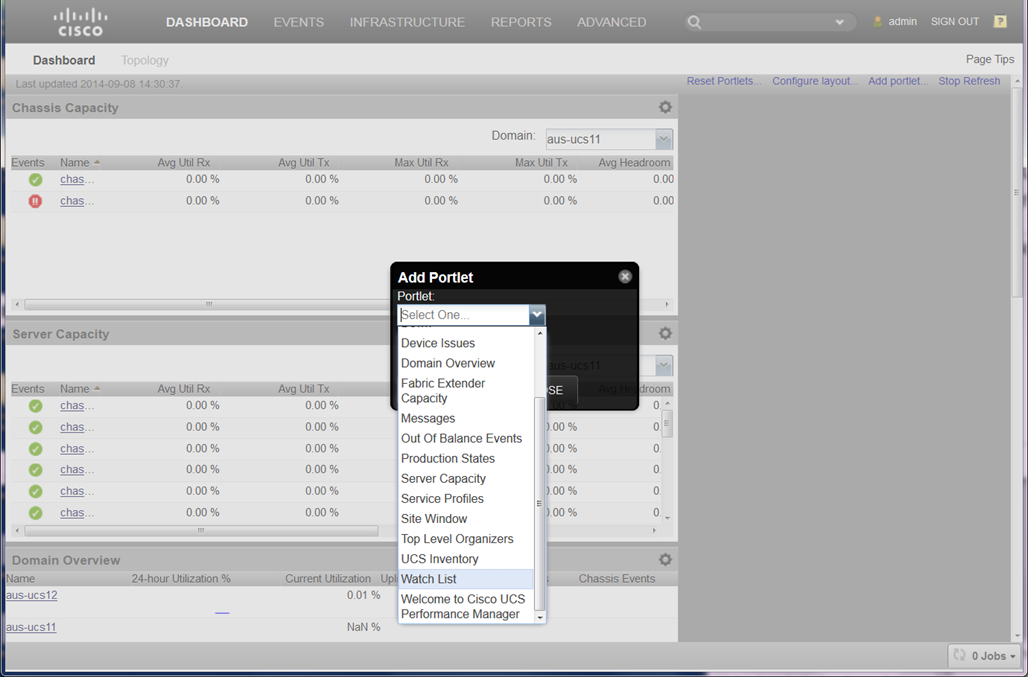 CISCO
DASHBOARD EVENTS INFRASTRUCTURE REPORTS ADVANCED
admin SIGN OUT ?
Dashboard Topology Page Tips
Last updated 2014-09-08 14:30:37
Reset Portlets... Configure layout... Add portlet... Stop Refresh
Chassis Capacity
Domain: aus-ucs11
Events Name Avg Util Rx Avg Util Tx Max Util Rx Max Util Tx Avg Headroom
chas... 0.00 % 0.00 % 0.00 % 0.00 % 0.00
chas... 0.00 % 0.00 % 0.00 % 0.00 % 0.00
Add Portlet
Portlet:
Select One...
Device Issues
Domain Overview
Fabric Extender
Capacity
Messages
Out Of Balance Events
Production States
Server Capacity
Service Profiles
Site Window
Top Level Organizers
UCS Inventory
Watch List
Welcome to Cisco UCS
Performance Manager
OSE
Server Capacity
aus-ucs11
Events Name Avg Util Rx Avg Util Tx Avg Headroom
chas... 0.00 % 0.00 % 0.00 % 0.
chas... 0.00 % 0.00 % 0.00 % 0.
chas... 0.00 % 0.00 % 0.00 % 0.
chas... 0.00 % 0.00 % 0.00 % 0.
chas... 0.00 % 0.00 % 0.00 % 0.
chas... 0.00 % 0.00 % 0.00 % 0.
Domain Overview
Name 24-hour Utilization % Current Utilization Upli s Chassis Events
aus-ucs12 0.01 %
aus-ucs11 NaN %
0 Jobs